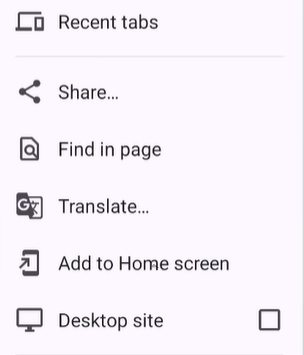 Recent tabs
Share…
Find in page
Translate…
Add to Home screen
Desktop site